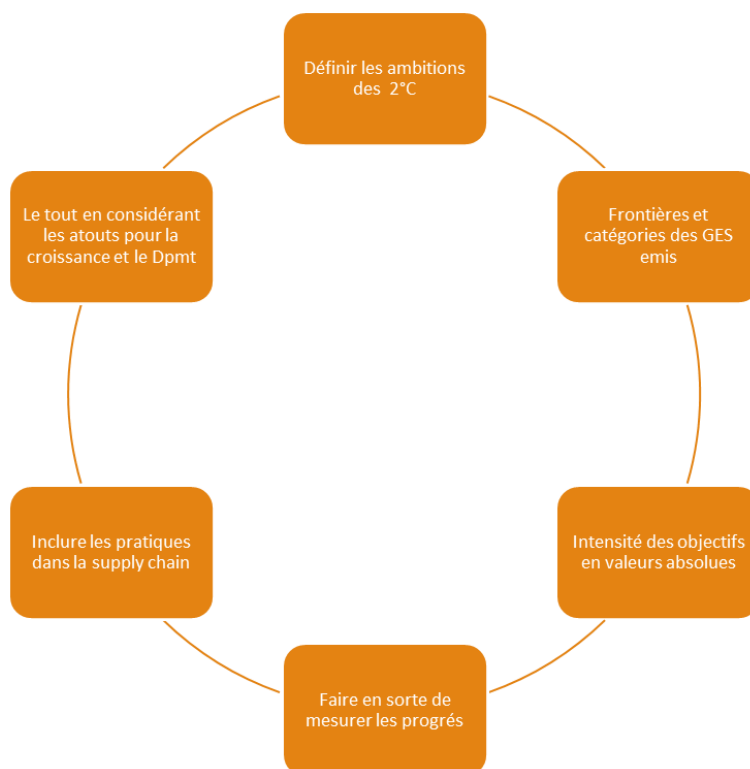 Définir les ambitions
des 2°C
Frontières et
catégories des GES
emis
Intensité des objectifs
en valeurs absolues
Faire en sorte de
mesurer les progrés
Inclure les pratiques
dans la supply chain
Le tout en considérant
les atouts pour la
croissance et le Dpmt